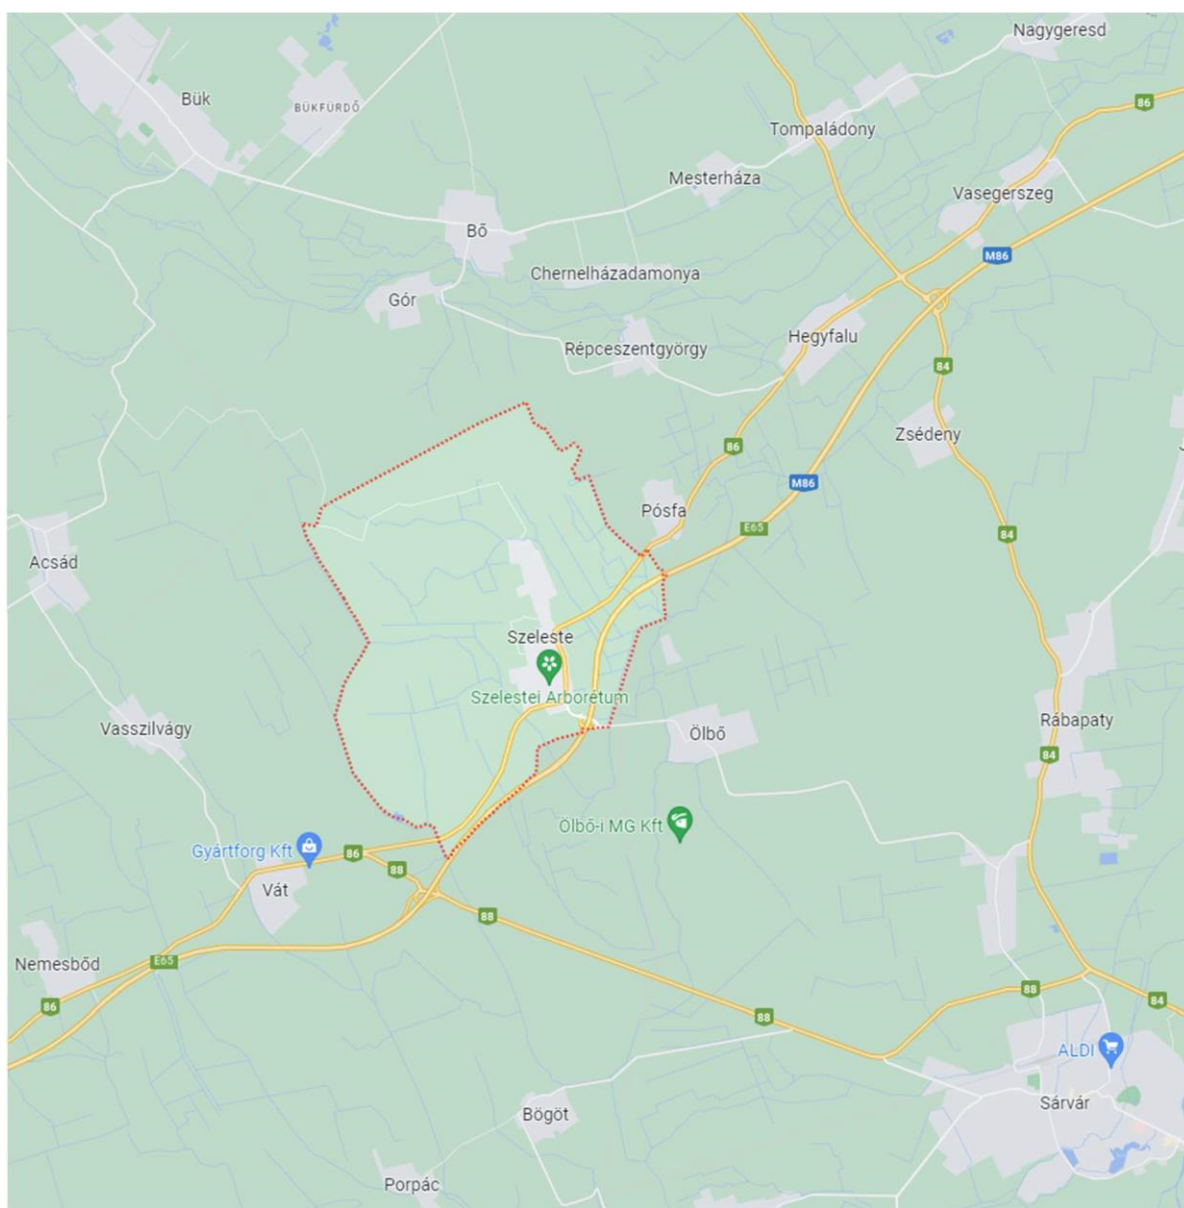 Nagygeresd
Bük
BÜKFÜRDŐ
86
Tompaládony
Mesterháza
Vasegerszeg
Bő
M86
Chernelházadamonya
Gór
Hegyfalu
Répceszentgyörgy
84
Zsédeny
86
M86
Pósfa
E65
84
Acsád
Szeleste
Szelestei Arborétum
Rábapaty
Vasszilvágy
Ölbő
84
Ölbő-i MG Kft
Gyártforg Kft
86
88
Vát
88
E65
Nemesbőd
88
84
86
88
ALDI
Sárvár
Bögöt
Porpác